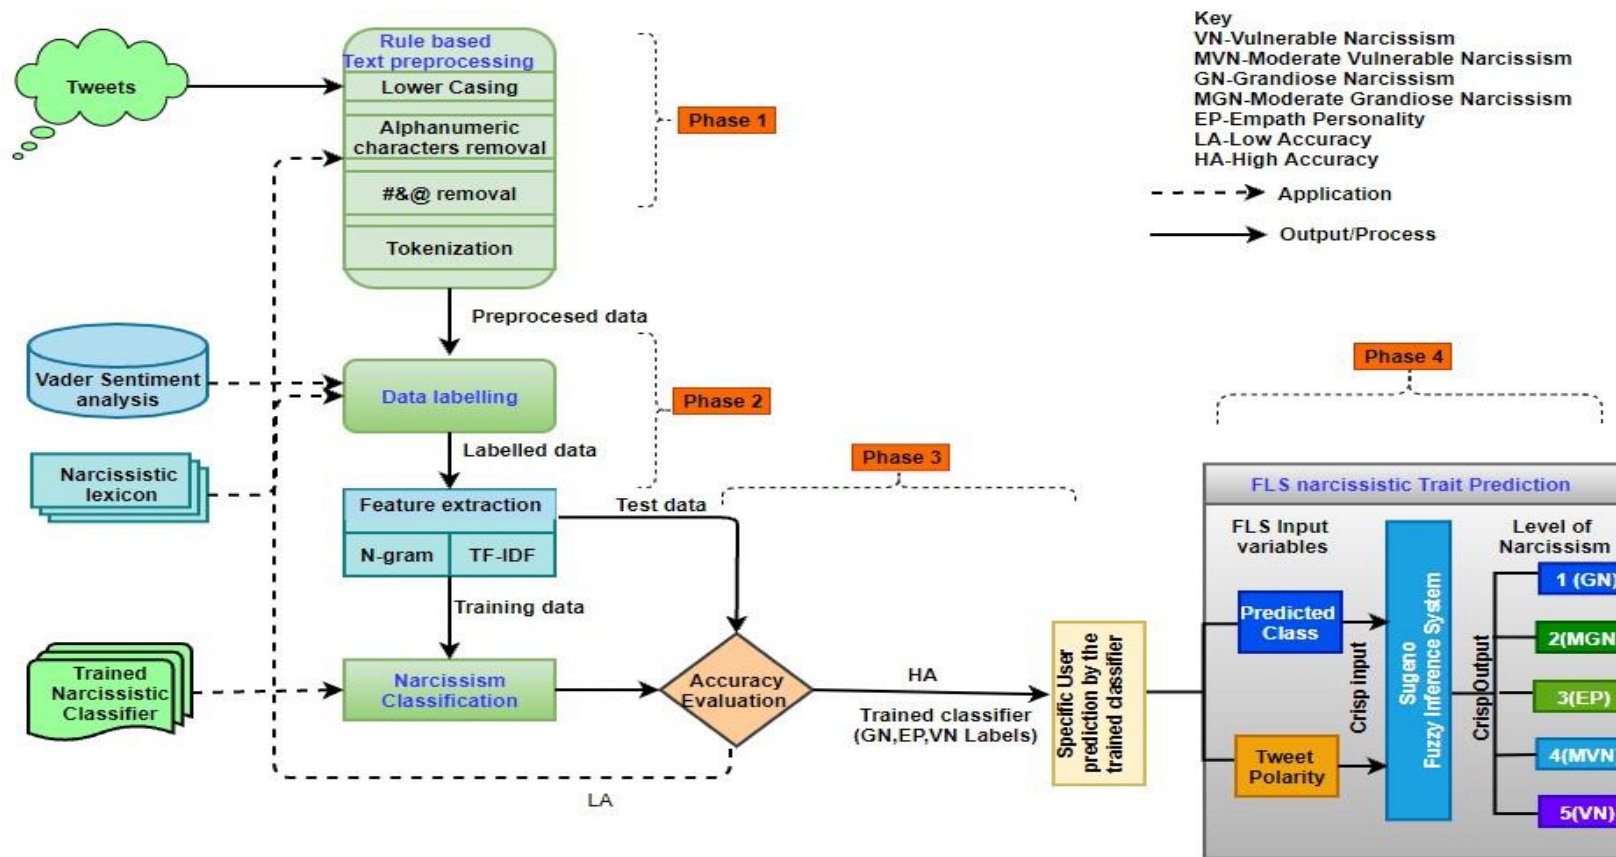 Key
VN-Vulnerable Narcissism
MVN-Moderate Vulnerable Narcissism
GN-Grandiose Narcissism
MGN-Moderate Grandiose Narcissism
EP-Empath Personality
LA-Low Accuracy
HA-High Accuracy
Application
Output/Process
Tweets
Rule based
Text preprocessing
Lower Casing
Alphanumeric
characters removal
#&@ removal
Tokenization
Phase 1
Preprocesed data
Vader Sentiment
analysis
Data labelling
Phase 2
Labelled data
Narcissistic
lexicon
Feature extraction
N-gram
TF-IDF
Test data
Phase 3
Training data
Trained
Narcissistic
Classifier
Narcissism
Classification
Accuracy
Evaluation
LA
HA
Trained classifier
(GN,EP,VN Labels)
Specific User
prediction by the
trained classifier
Phase 4
FLS narcissistic Trait Prediction
FLS Input
variables
Level of
Narcissism
Predicted
Class
Tweet
Polarity
Crisp Input
Sugeno
Fuzzy Inference System
Crisp Output
1 (GN)
2(MGN
3(EP)
4(MVN
5(VN)